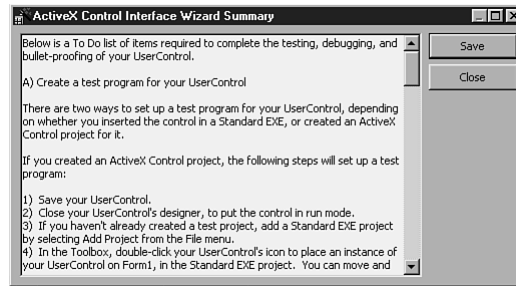 ActiveX Control Interface Wizard Summary
Below is a To Do list of items required to complete the testing, debugging, and
bullet-proofing of your UserControl.
A) Create a test program for your UserControl
There are two ways to set up a test program for your UserControl, depending
on whether you inserted the control in a Standard EXE, or created an ActiveX
Control project for it.
If you created an ActiveX Control project, the following steps will set up a test
program:
1) Save your UserControl.
2) Close your UserControl's designer, to put the control in run mode.
3) If you haven't already created a test project, add a Standard EXE project
by selecting Add Project from the File menu.
4) In the Toolbox, double-click your UserControl's icon to place an instance of
your UserControl on Form1, in the Standard EXE project. You can move and
Save
Close